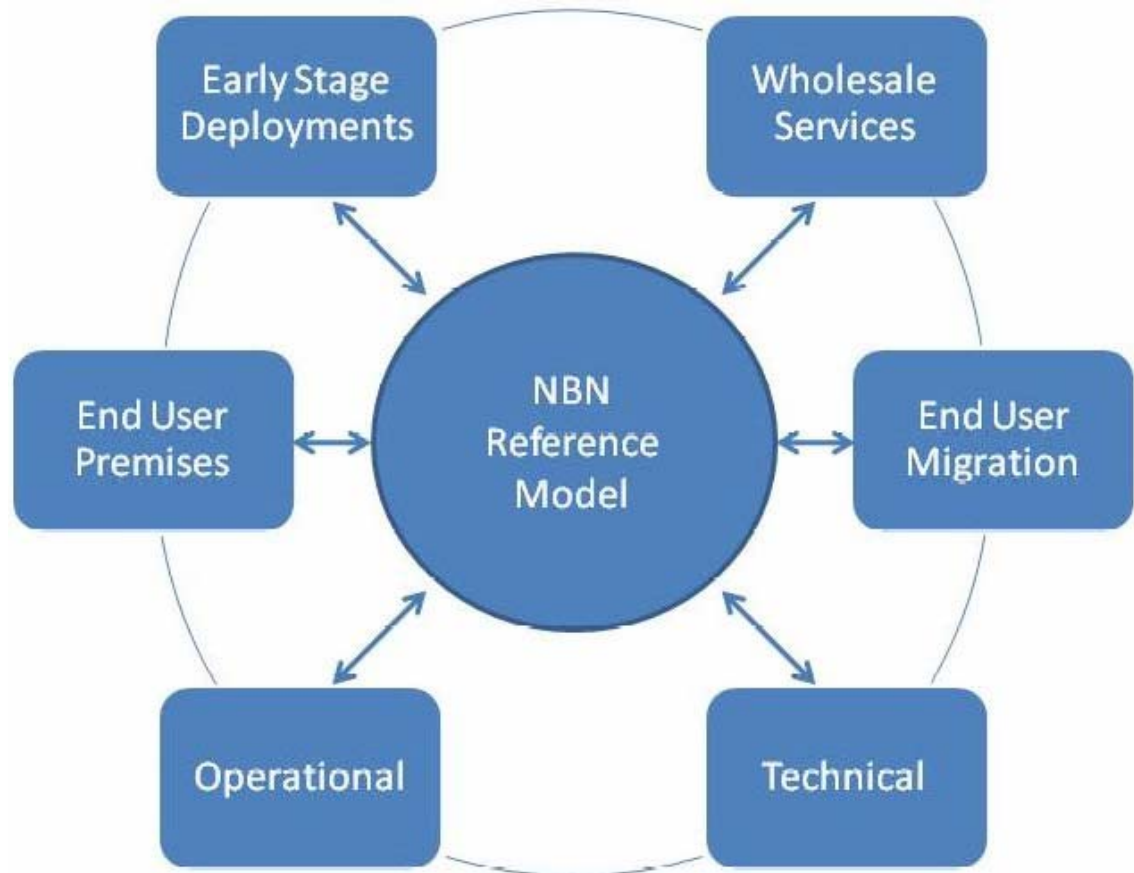 Early Stage
Deployments
Wholesale
Services
End User
Premises
NBN
Reference
Model
End User
Migration
Operational
Technical